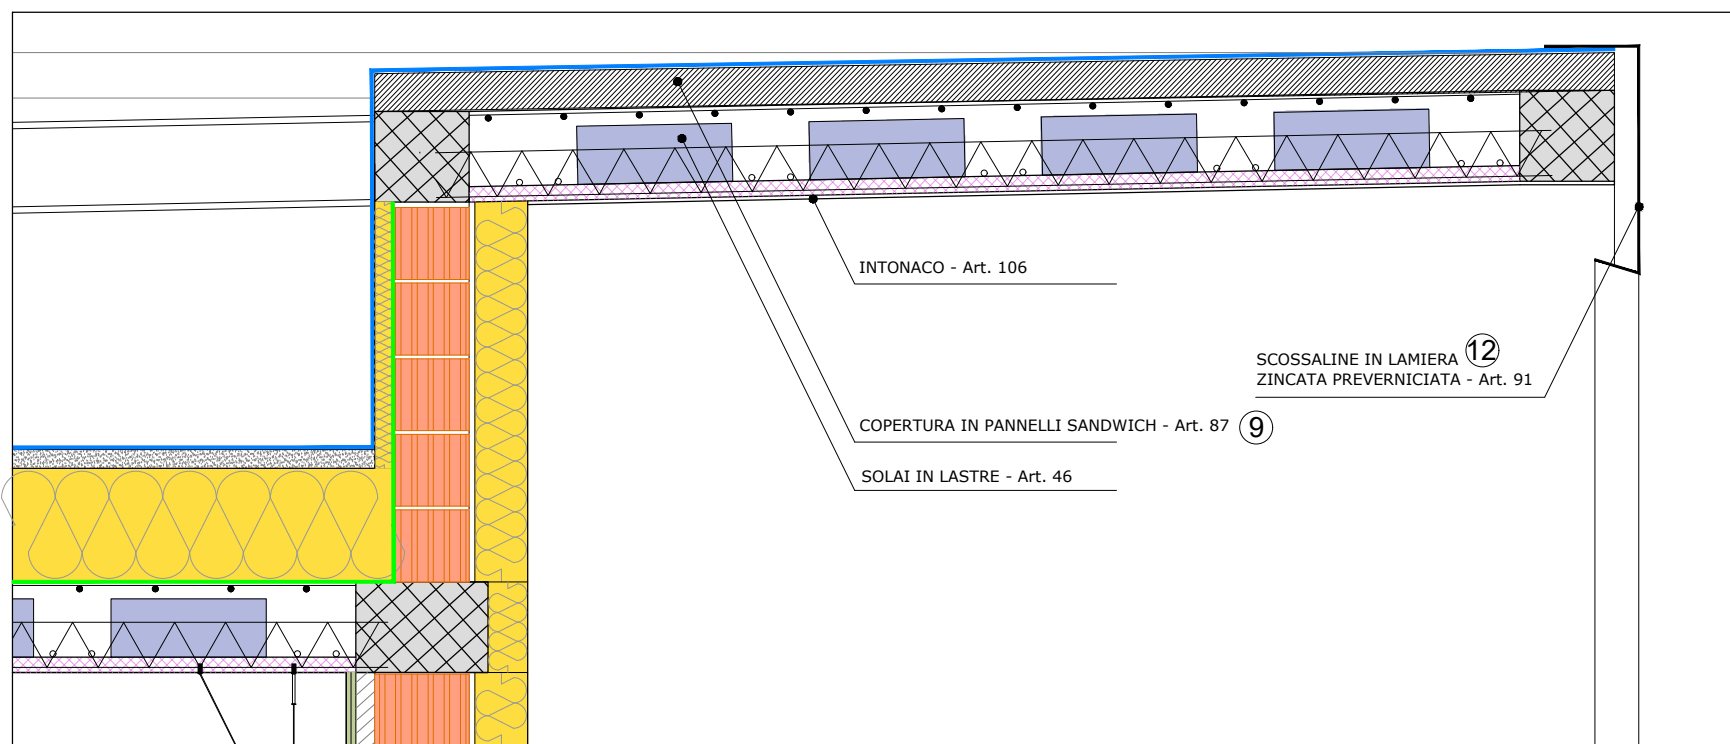 INTONACO - Art. 106
SCOSSALINE IN LAMIERA 12
ZINCATA PREVERNICIATA - Art. 91
COPERTURA IN PANNELLI SANDWICH - Art. 87 9
SOLAI IN LASTRE - Art. 46